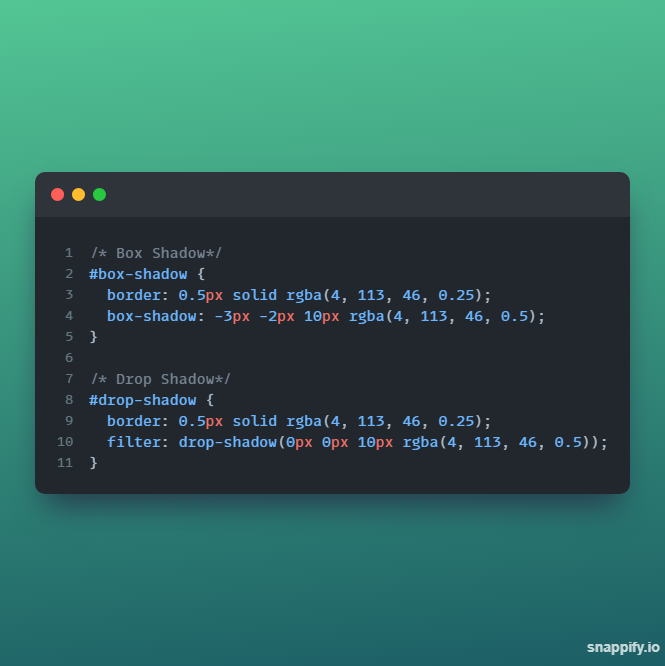 1 /* Box Shadow*/
2 #box-shadow {
3   border: 0.5px solid rgba(4, 113, 46, 0.25);
4   box-shadow: -3px -2px 10px rgba(4, 113, 46, 0.5);
5 }
6
7 /* Drop Shadow*/
8 #drop-shadow {
9   border: 0.5px solid rgba(4, 113, 46, 0.25);
10   filter: drop-shadow(0px 0px 10px rgba(4, 113, 46, 0.5));
11 }
snappify.io